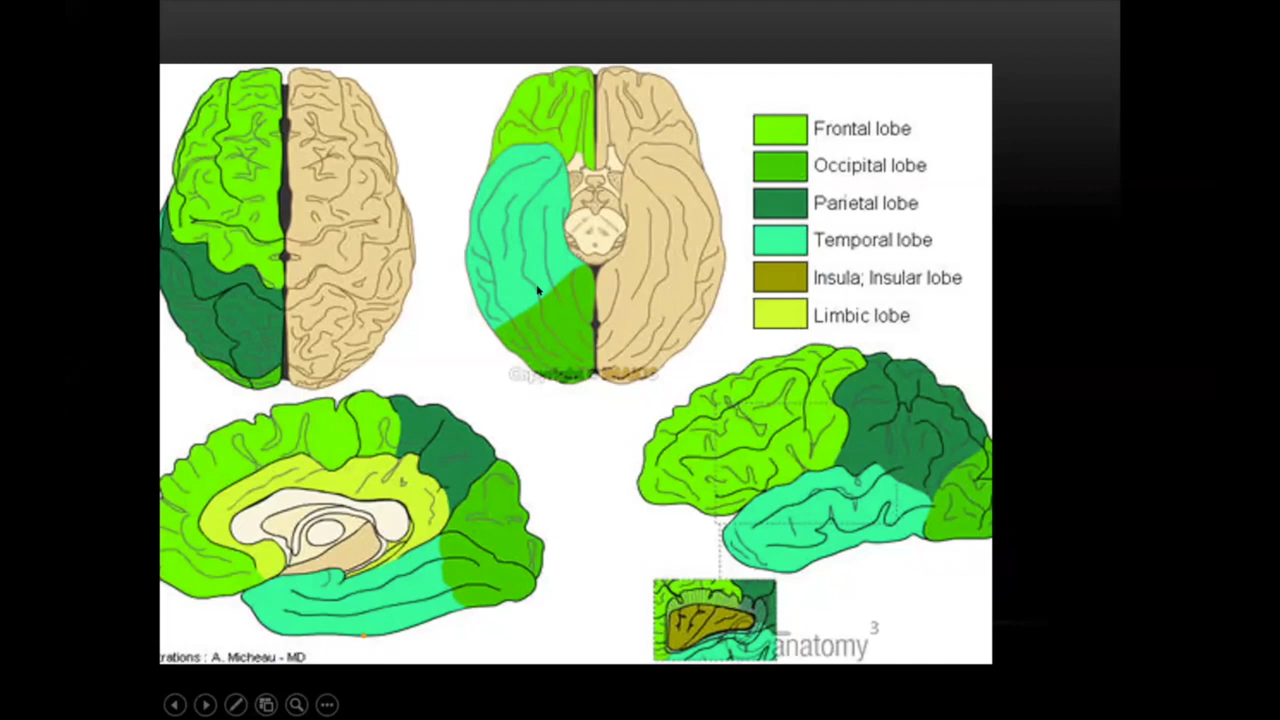 Frontal lobe
Occipital lobe
Parietal lobe
Temporal lobe
Insula; Insular lobe
Limbic lobe
3
anatomy
rations : A. Micheau - MD